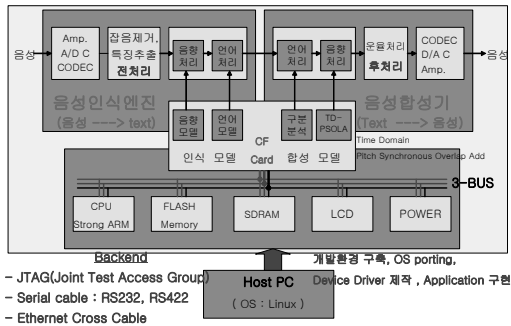 음성
Amp.
A/D C
CODEC
잡음제거,
특징추출
전처리
음향
처리
언어
처리
언어
처리
음향
처리
운율처리
후처리
CODEC
D/A C
Amp.
음성
음성인식엔진
(음성 ---> text)
음성합성기
(Text ---> 음성)
음향
모델
언어
모델
구분
분석
TD-
PSOLA
인식 모델
CF
Card
합성 모델
Time Domain
Pitch Synchronous Overlap Add
3-BUS
CPU
Strong ARM
FLASH
Memory
SDRAM
LCD
POWER
Backend
- JTAG(Joint Test Access Group)
- Serial cable : RS232, RS422
- Ethernet Cross Cable
Host PC
( OS : Linux )
개발환경 구축, OS porting,
Device Driver 제작 , Application 구현